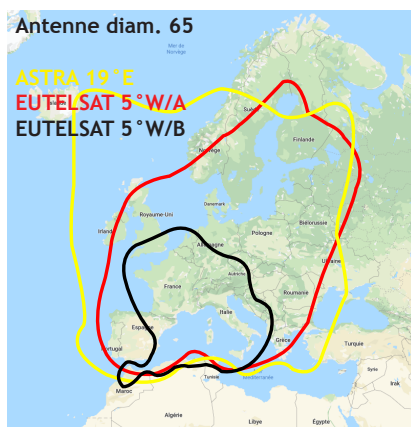 Antenne diam. 65
Mer de
Norvège
ASTRA 19°E
EUTELSAT 5°W/A
EUTELSAT 5°W/B
Islande
Suède
Finlande
Norvège
Danemark
Royaume-Uni
Irlande
Biélorussie
Pologne
Allemagne
Ukraine
Autriche
France
Roumanie
Italie
Espagne
Portugal
Grèce
Turquie
Mer Méditerranée
Tunisie
Syrie
Irak
Maroc
Algérie
Libye
Égypte